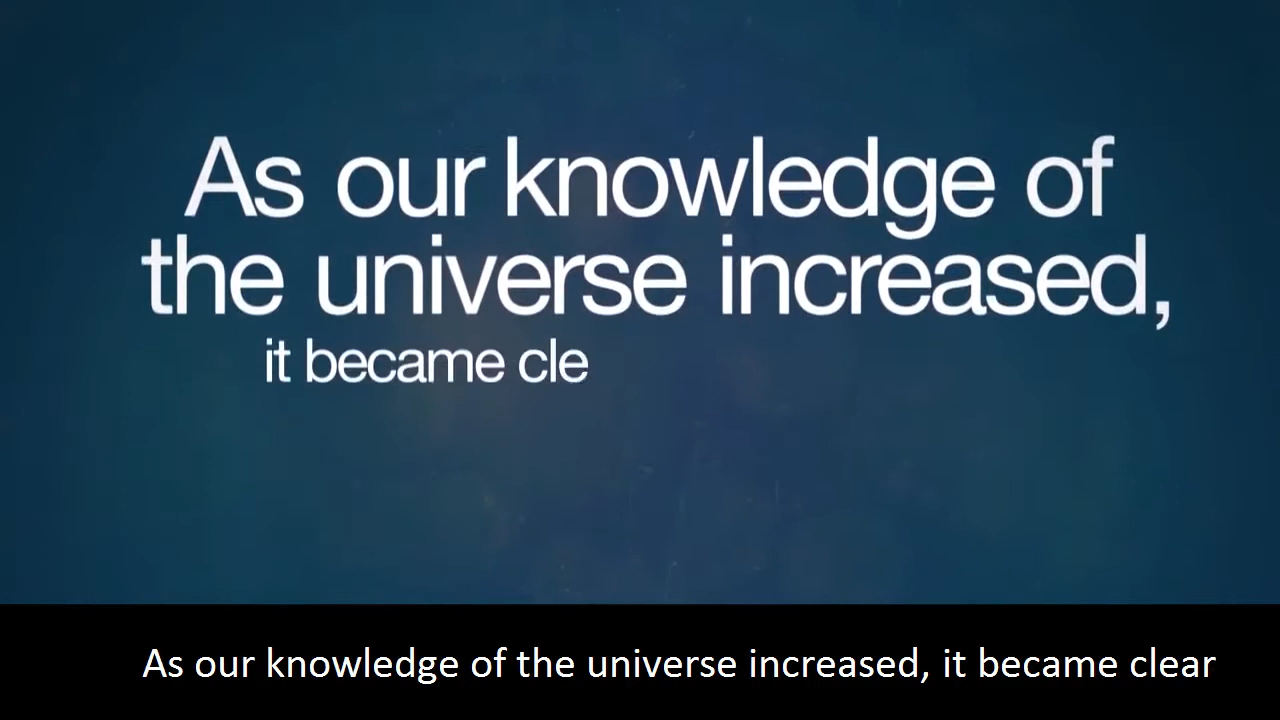 As our knowledge of
the universe increased,
it became cle
As our knowledge of the universe increased, it became clear